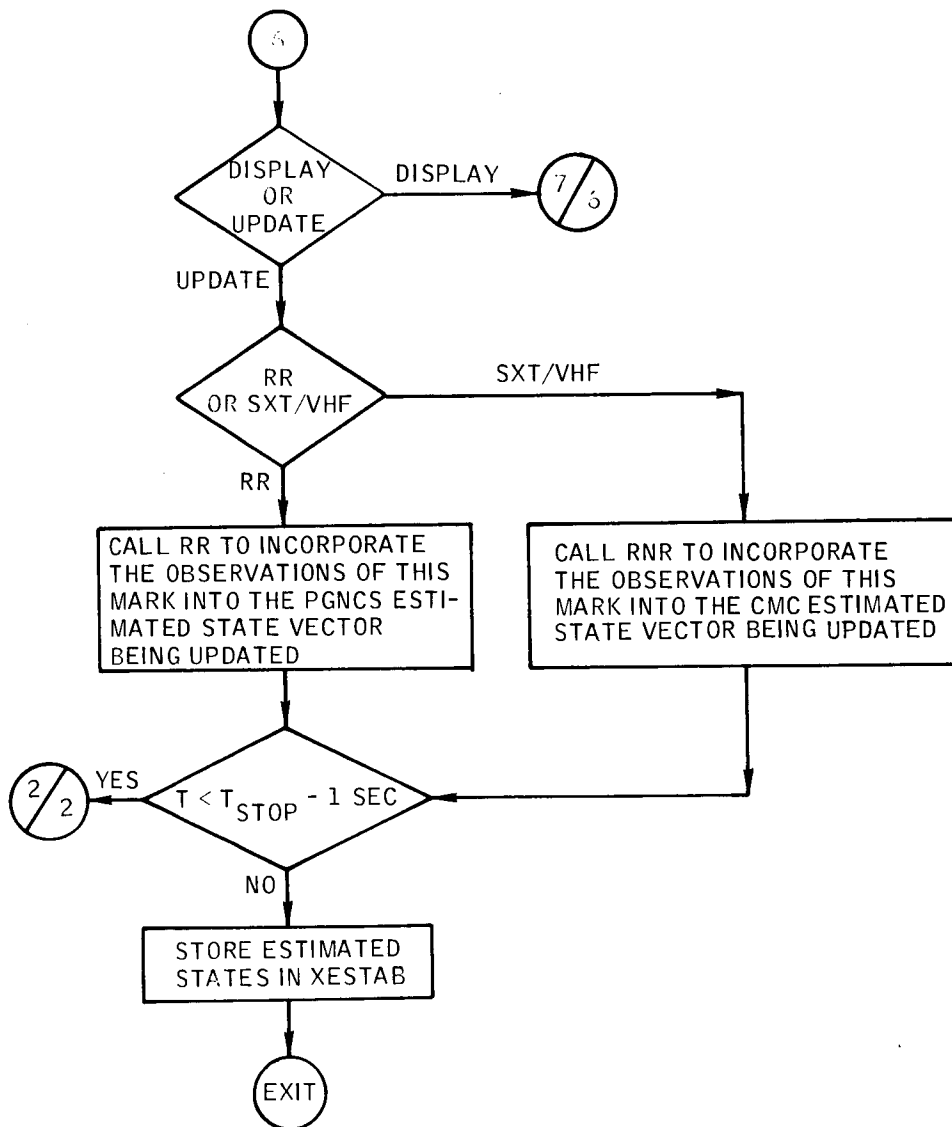 DISPLAY
OR
UPDATE
DISPLAY
7/6
UPDATE
RR
OR SXT/VHF
SXT/VHF
RR
CALL RR TO INCORPORATE
THE OBSERVATIONS OF THIS
MARK INTO THE PGNCS ESTI-
MATED STATE VECTOR
BEING UPDATED
CALL RNR TO INCORPORATE
THE OBSERVATIONS OF THIS
MARK INTO THE CMC ESTIMATED
STATE VECTOR BEING UPDATED
2/2
YES
T < T STOP - 1 SEC
NO
STORE ESTIMATED
STATES IN XESTAB
EXIT